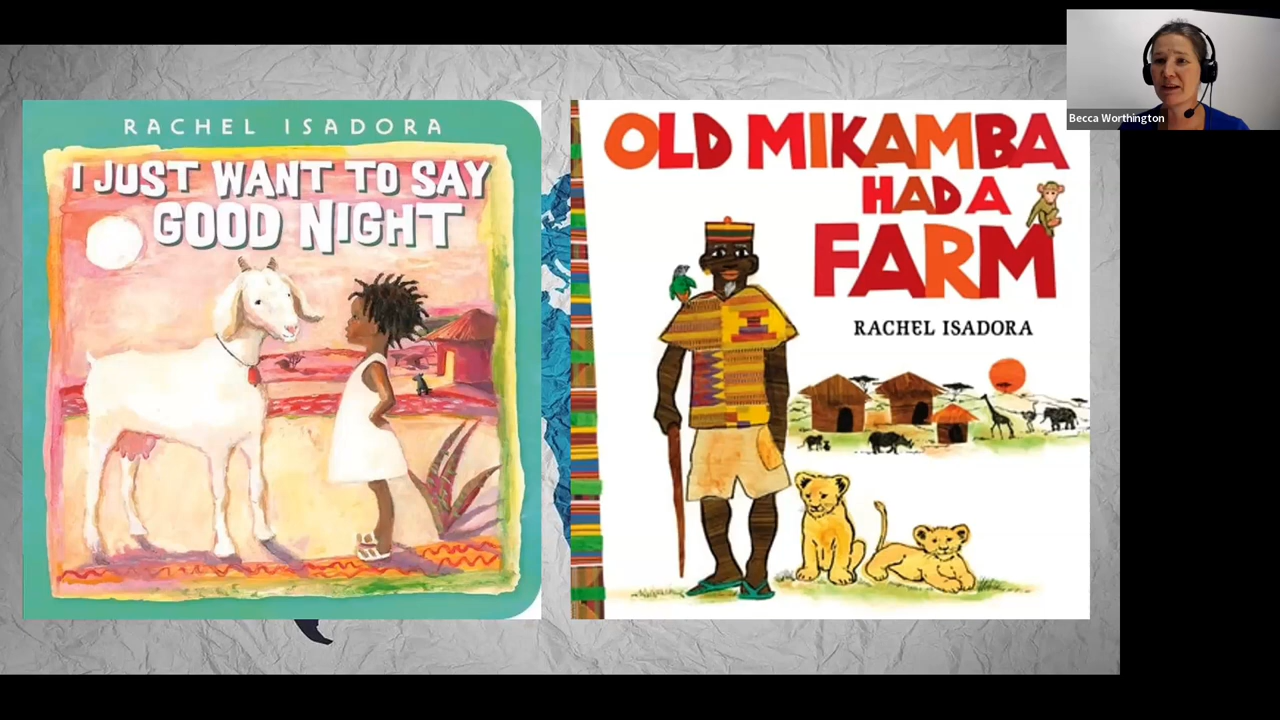 RACHEL ISADORA
I JUST WANT TO SAY
GOOD NIGHT
OLD MIKAMBA
HAD A
FARM
RACHEL ISADORA
Becca Worthington